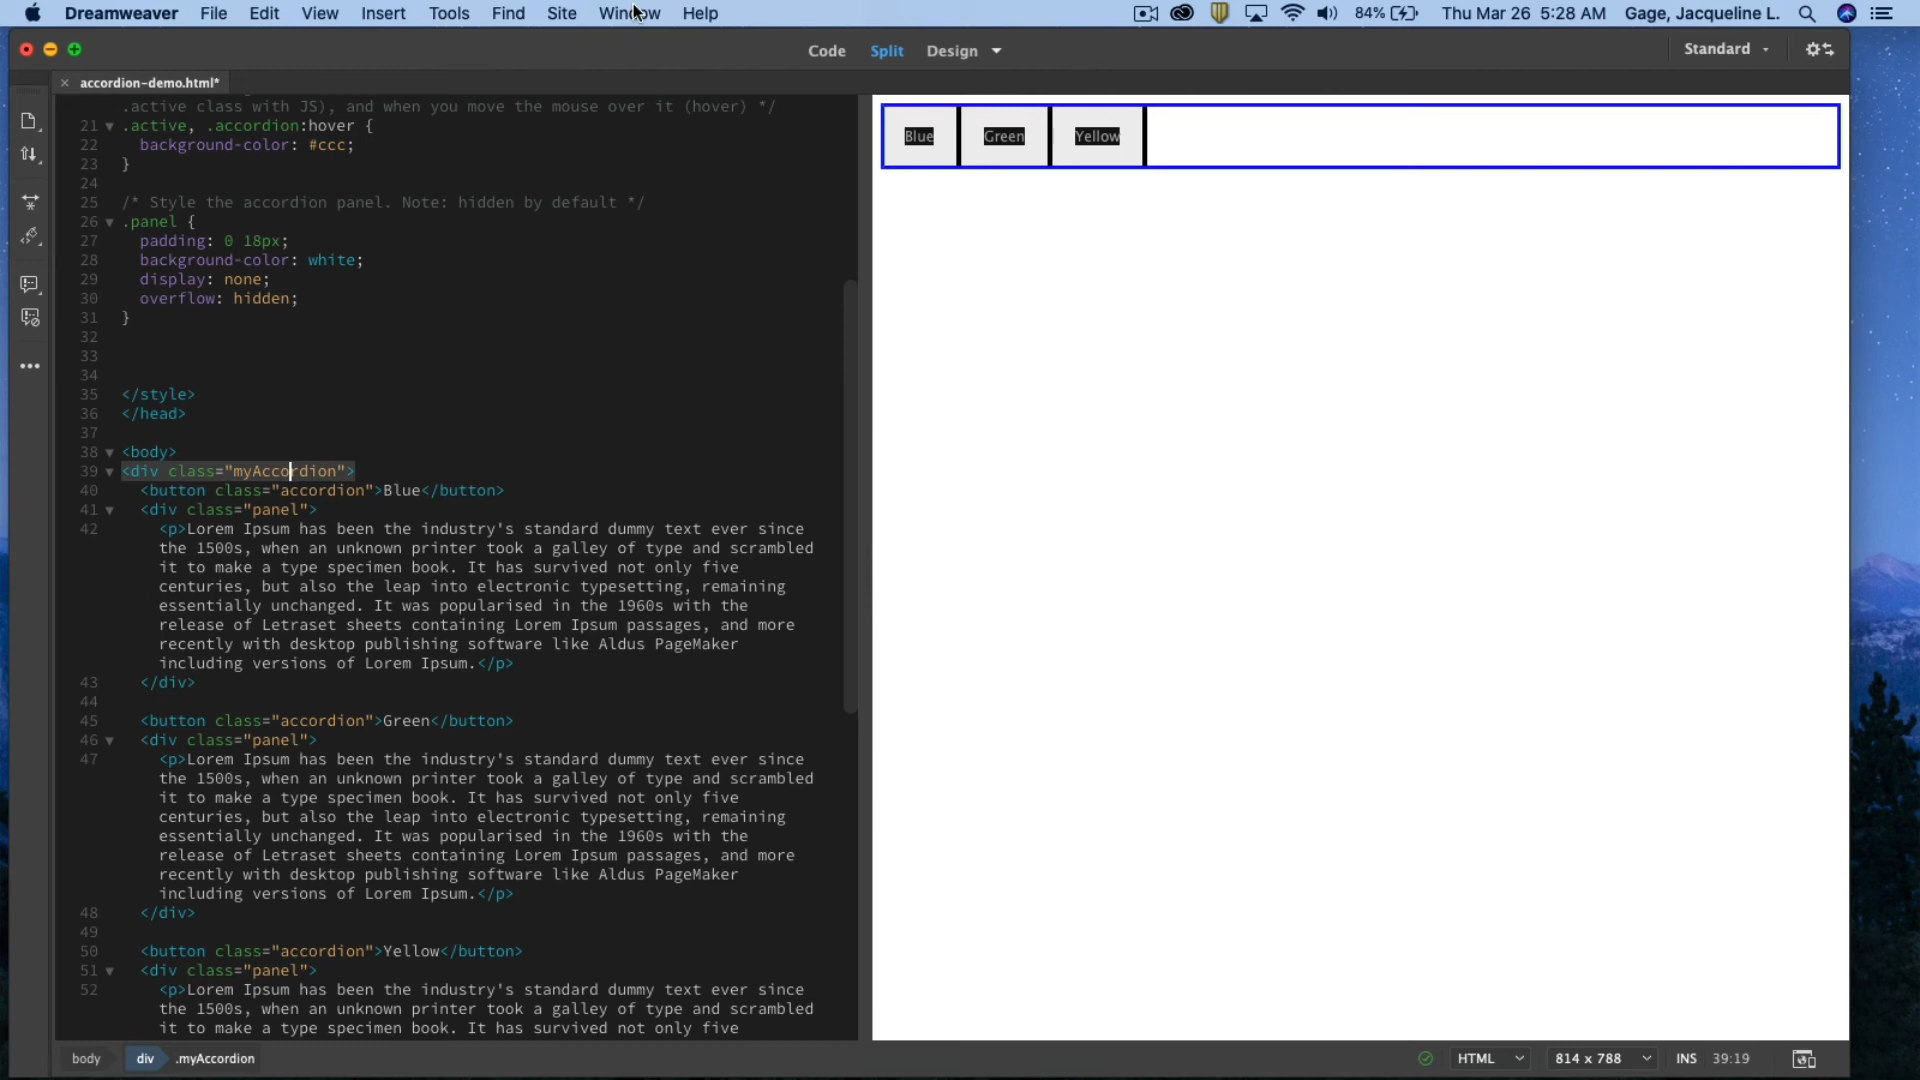 Dreamweaver File Edit View Insert Tools Find Site Window Help 84% Thu Mar 26 5:28 AM Gage, Jacqueline L.
Code Split Design Standard
accordion-demo.html*
.active class with JS), and when you move the mouse over it (hover) */
21 .active, .accordion:hover {
22 background-color: #ccc;
23 }
24
25 /* Style the accordion panel. Note: hidden by default */
26 .panel {
27 padding: 0 18px;
28 background-color: white;
29 display: none;
30 overflow: hidden;
31 }
32
33
34
35 </style>
36 </head>
37
38 <body>
39 <div class="myAccordion">
40 <button class="accordion">Blue</button>
41 <div class="panel">
42 <p>Lorem Ipsum has been the industry's standard dummy text ever since
the 1500s, when an unknown printer took a galley of type and scrambled
it to make a type specimen book. It has survived not only five
centuries, but also the leap into electronic typesetting, remaining
essentially unchanged. It was popularised in the 1960s with the
release of Letraset sheets containing Lorem Ipsum passages, and more
recently with desktop publishing software like Aldus PageMaker
including versions of Lorem Ipsum.</p>
43 </div>
44
45 <button class="accordion">Green</button>
46 <div class="panel">
47 <p>Lorem Ipsum has been the industry's standard dummy text ever since
the 1500s, when an unknown printer took a galley of type and scrambled
it to make a type specimen book. It has survived not only five
centuries, but also the leap into electronic typesetting, remaining
essentially unchanged. It was popularised in the 1960s with the
release of Letraset sheets containing Lorem Ipsum passages, and more
recently with desktop publishing software like Aldus PageMaker
including versions of Lorem Ipsum.</p>
48 </div>
49
50 <button class="accordion">Yellow</button>
51 <div class="panel">
52 <p>Lorem Ipsum has been the industry's standard dummy text ever since
the 1500s, when an unknown printer took a galley of type and scrambled
it to make a type specimen book. It has survived not only five
Blue Green Yellow
body div .myAccordion HTML 814 x 788 INS 39:19